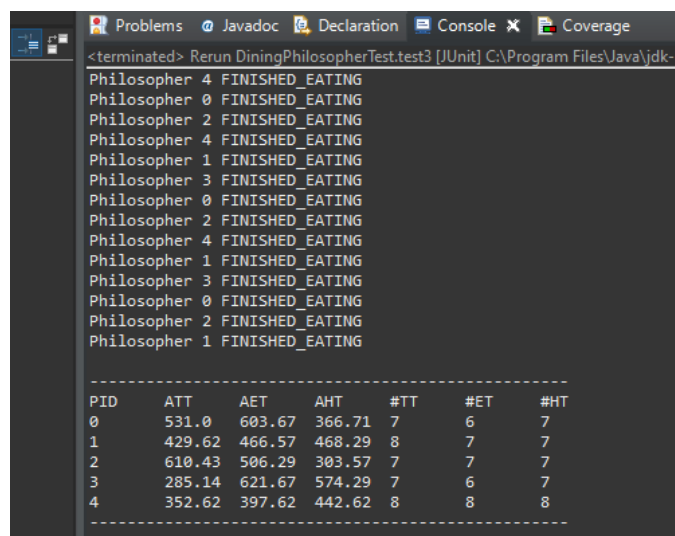 Problems @ Javadoc Declaration Console Coverage
<terminated> Rerun DiningPhilosopherTest.test3 [JUnit] C:\Program Files\Java\jdk-
Philosopher 4 FINISHED_EATING
Philosopher 0 FINISHED_EATING
Philosopher 2 FINISHED_EATING
Philosopher 4 FINISHED_EATING
Philosopher 1 FINISHED_EATING
Philosopher 3 FINISHED_EATING
Philosopher 0 FINISHED_EATING
Philosopher 2 FINISHED_EATING
Philosopher 4 FINISHED_EATING
Philosopher 1 FINISHED_EATING
Philosopher 3 FINISHED_EATING
Philosopher 0 FINISHED_EATING
Philosopher 2 FINISHED_EATING
Philosopher 1 FINISHED_EATING
---------------------------------------------------
PID ATT AET AHT #TT #ET #HT
0 531.0 603.67 366.71 7 6 7
1 429.62 466.57 468.29 8 7 7
2 610.43 506.29 303.57 7 7 7
3 285.14 621.67 574.29 7 6 7
4 352.62 397.62 442.62 8 8 8
---------------------------------------------------